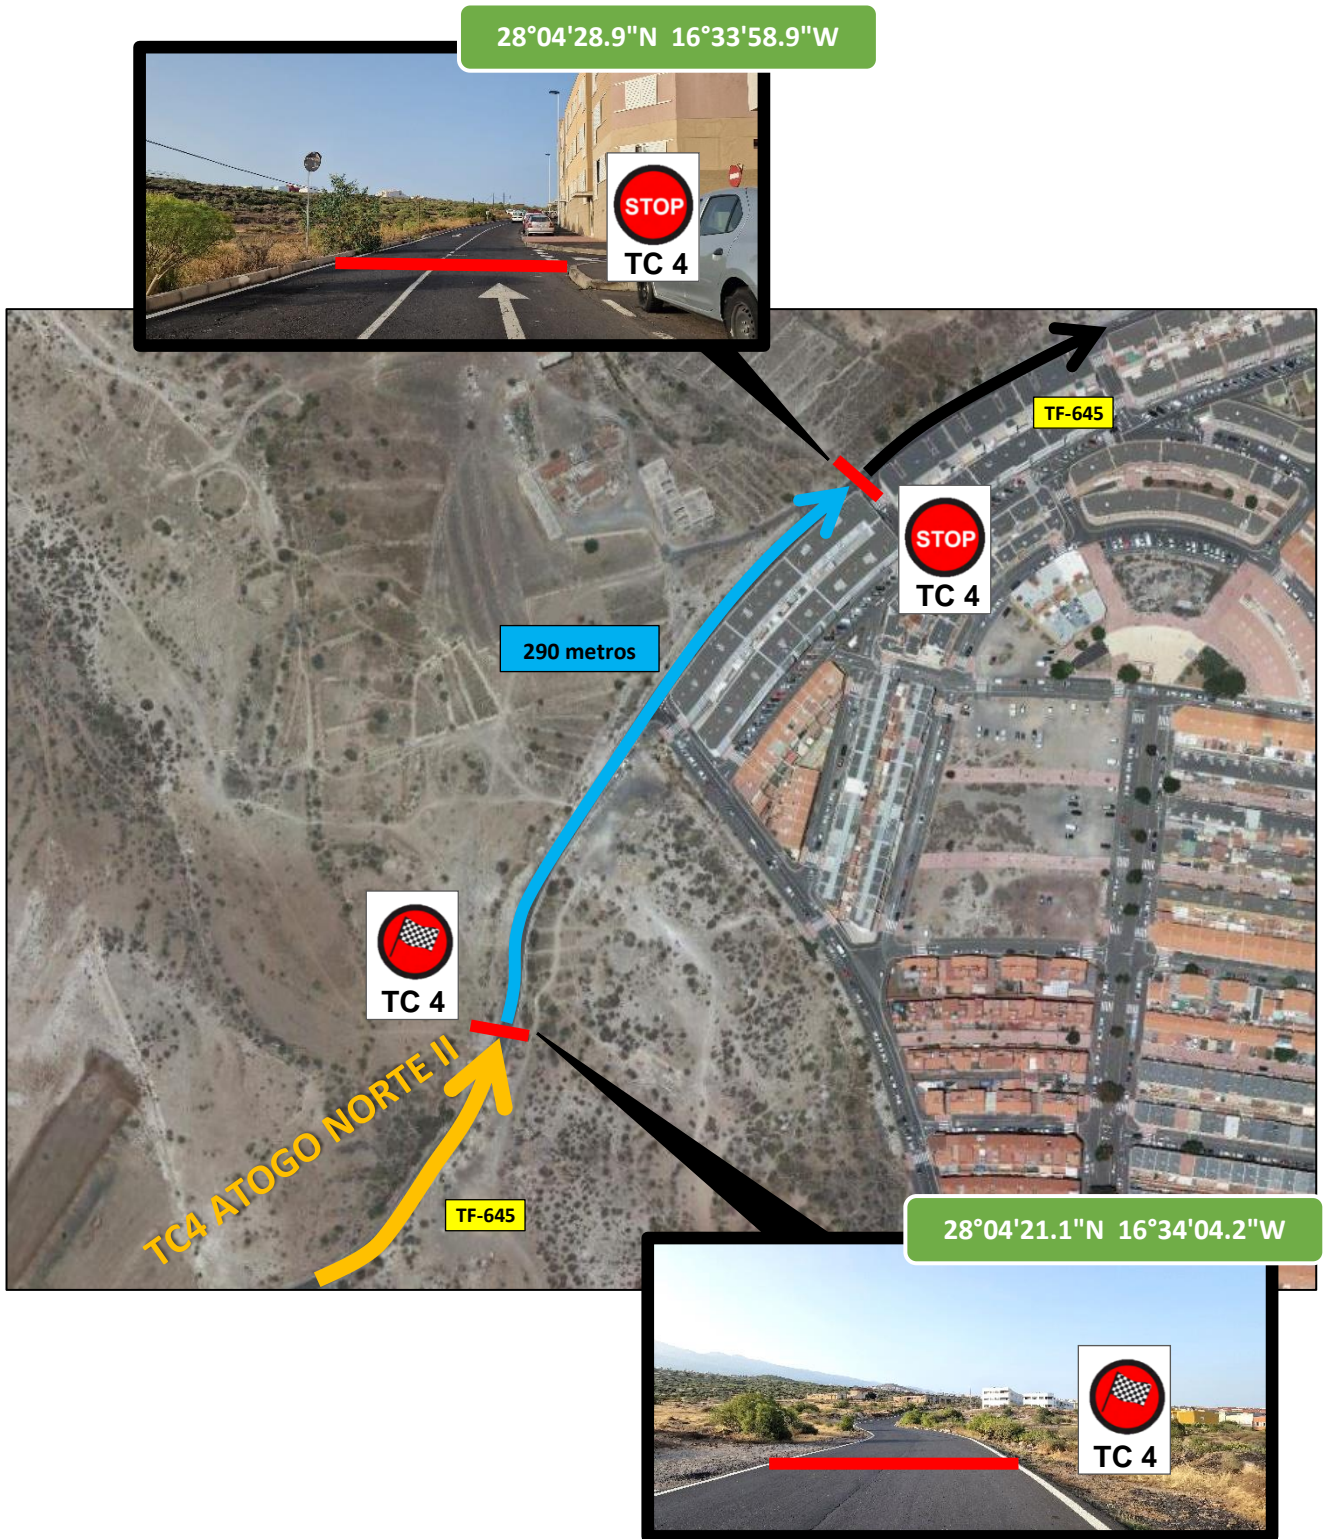 28°04'28.9"N 16°33'58.9"W
STOP
TC 4
TF-645
STOP
TC 4
290 metros
TC 4
TC4 ATOGO NORTE II
TF-645
28°04'21.1"N 16°34'04.2"W
TC 4